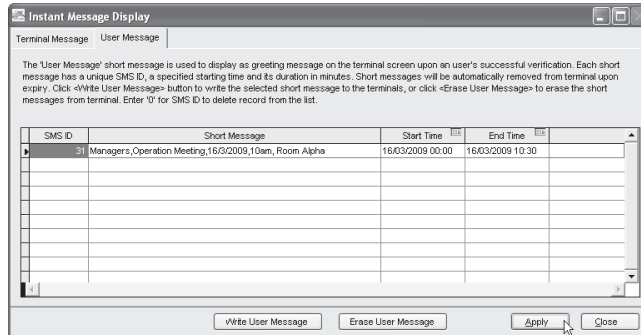 Instant Message Display
Terminal Message User Message
The 'User Message' short message is used to display as greeting message on the terminal screen upon an user's successful verification. Each short
message has a unique SMS ID, a specified starting time and its duration in minutes. Short messages will be automatically removed from terminal upon
expiry. Click <Write User Message> button to write the selected short message to the terminals, or click <Erase User Message> to erase the short
messages from terminal. Enter '0' for SMS ID to delete record from the list.
SMS ID Short Message Start Time End Time
31 Managers,Operation Meeting,16/3/2009,10am, Room Alpha 16/03/2009 00:00 16/03/2009 10:30
Write User Message Erase User Message Apply Close